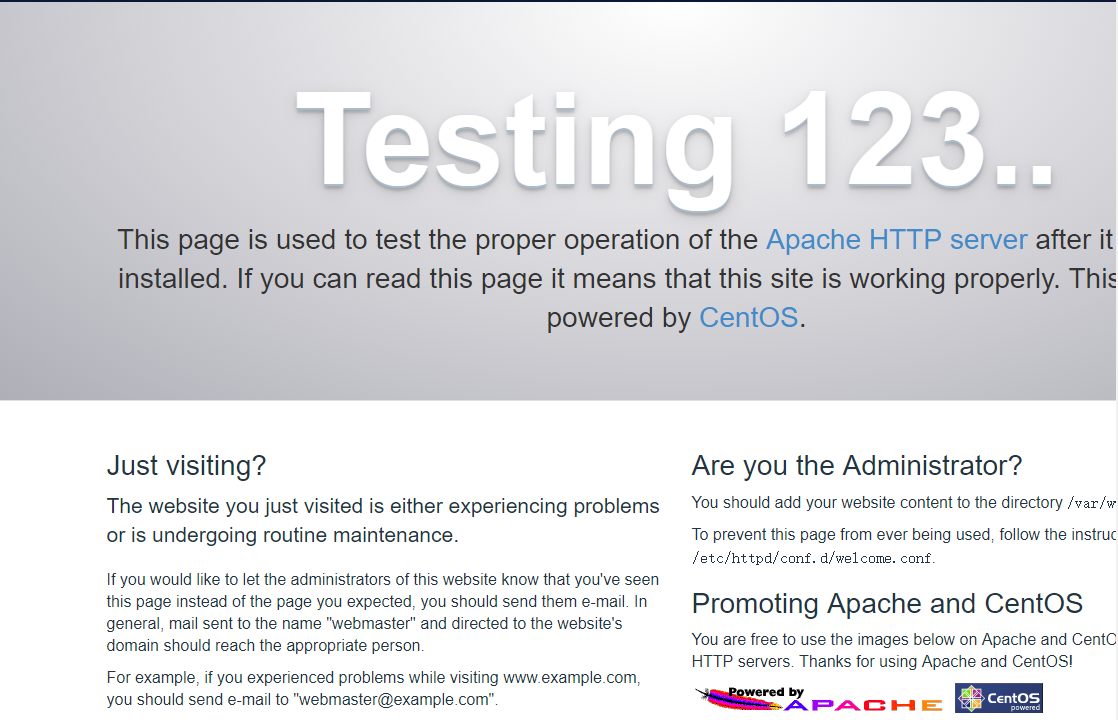 Testing 123..
This page is used to test the proper operation of the Apache HTTP server after it
installed. If you can read this page it means that this site is working properly. This
powered by CentOS.
Just visiting?
The website you just visited is either experiencing problems
or is undergoing routine maintenance.
If you would like to let the administrators of this website know that you've seen
this page instead of the page you expected, you should send them e-mail. In
general, mail sent to the name "webmaster" and directed to the website's
domain should reach the appropriate person.
For example, if you experienced problems while visiting www.example.com,
you should send e-mail to "webmaster@example.com".
Are you the Administrator?
You should add your website content to the directory /var/w
To prevent this page from ever being used, follow the instruc
/etc/httpd/conf.d/welcome.conf.
Promoting Apache and CentOS
You are free to use the images below on Apache and CentO
HTTP servers. Thanks for using Apache and CentOS!
Powered by
APACHE
CentOS
powered